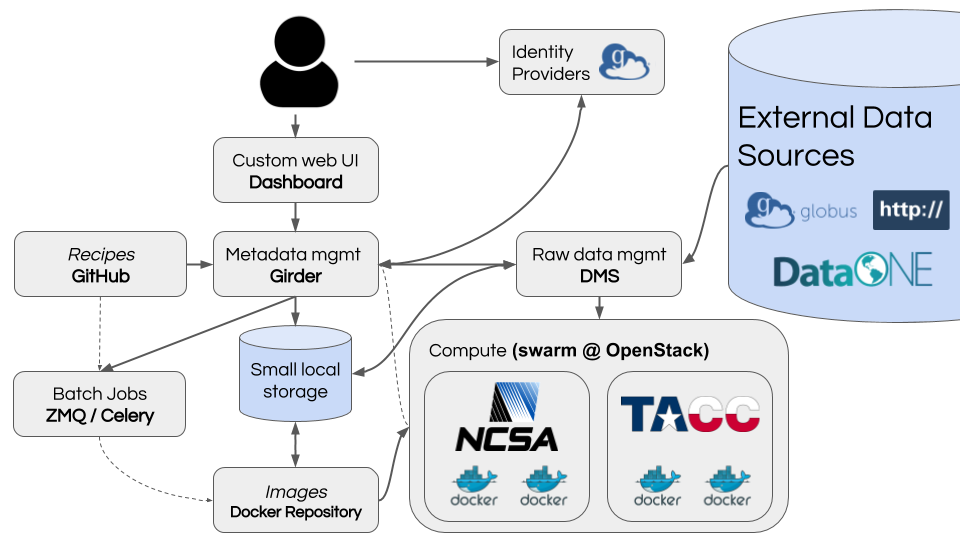 Identity
Providers
g
External Data
Sources
g globus
http://
DataONE
Custom web UI
Dashboard
Recipes
GitHub
Metadata mgmt
Girder
Raw data mgmt
DMS
Small local
storage
Batch Jobs
ZMQ / Celery
Images
Docker Repository
Compute (swarm @ OpenStack)
NCSA
docker
docker
TACC
docker
docker